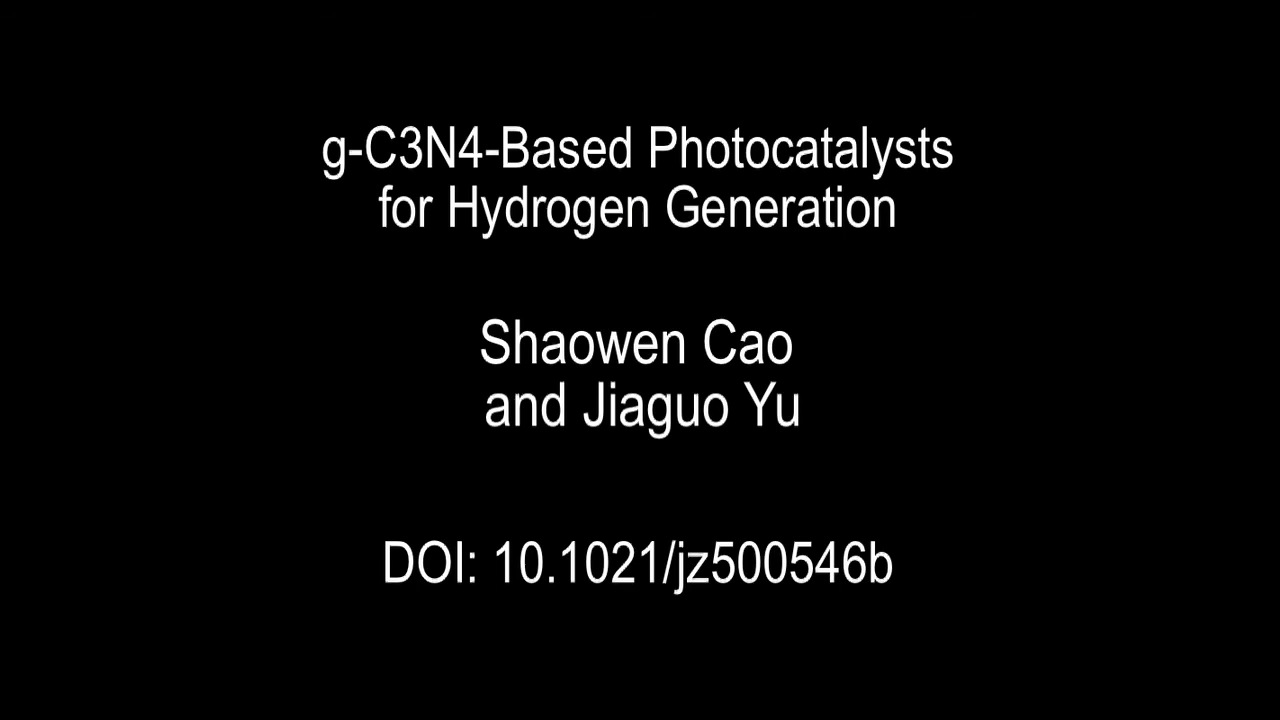 g-C3N4-Based Photocatalysts
for Hydrogen Generation
Shaowen Cao
and Jiaguo Yu
DOI: 10.1021/jz500546b